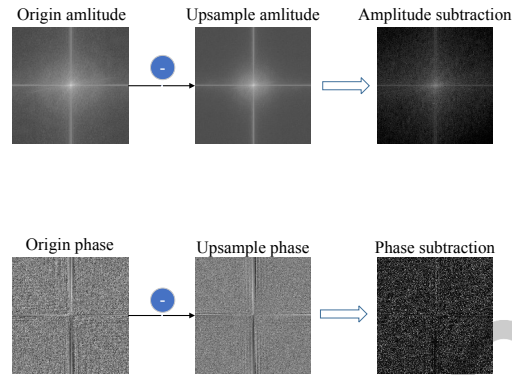 Origin amlitude Upsample amlitude Amplitude subtraction
-
Origin phase Upsample phase Phase subtraction
-